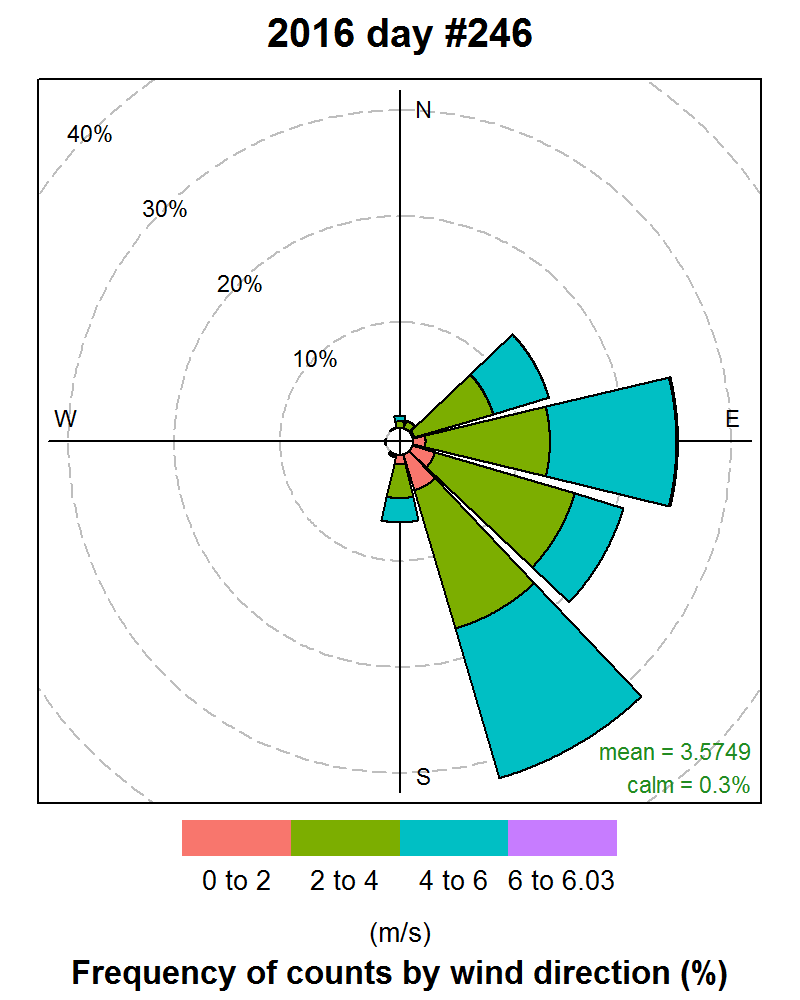 2016 day #246
N
40%
30%
20%
10%
W
E
S
mean = 3.5749
calm = 0.3%
0 to 2 2 to 4 4 to 6 6 to 6.03
(m/s)
Frequency of counts by wind direction (%)